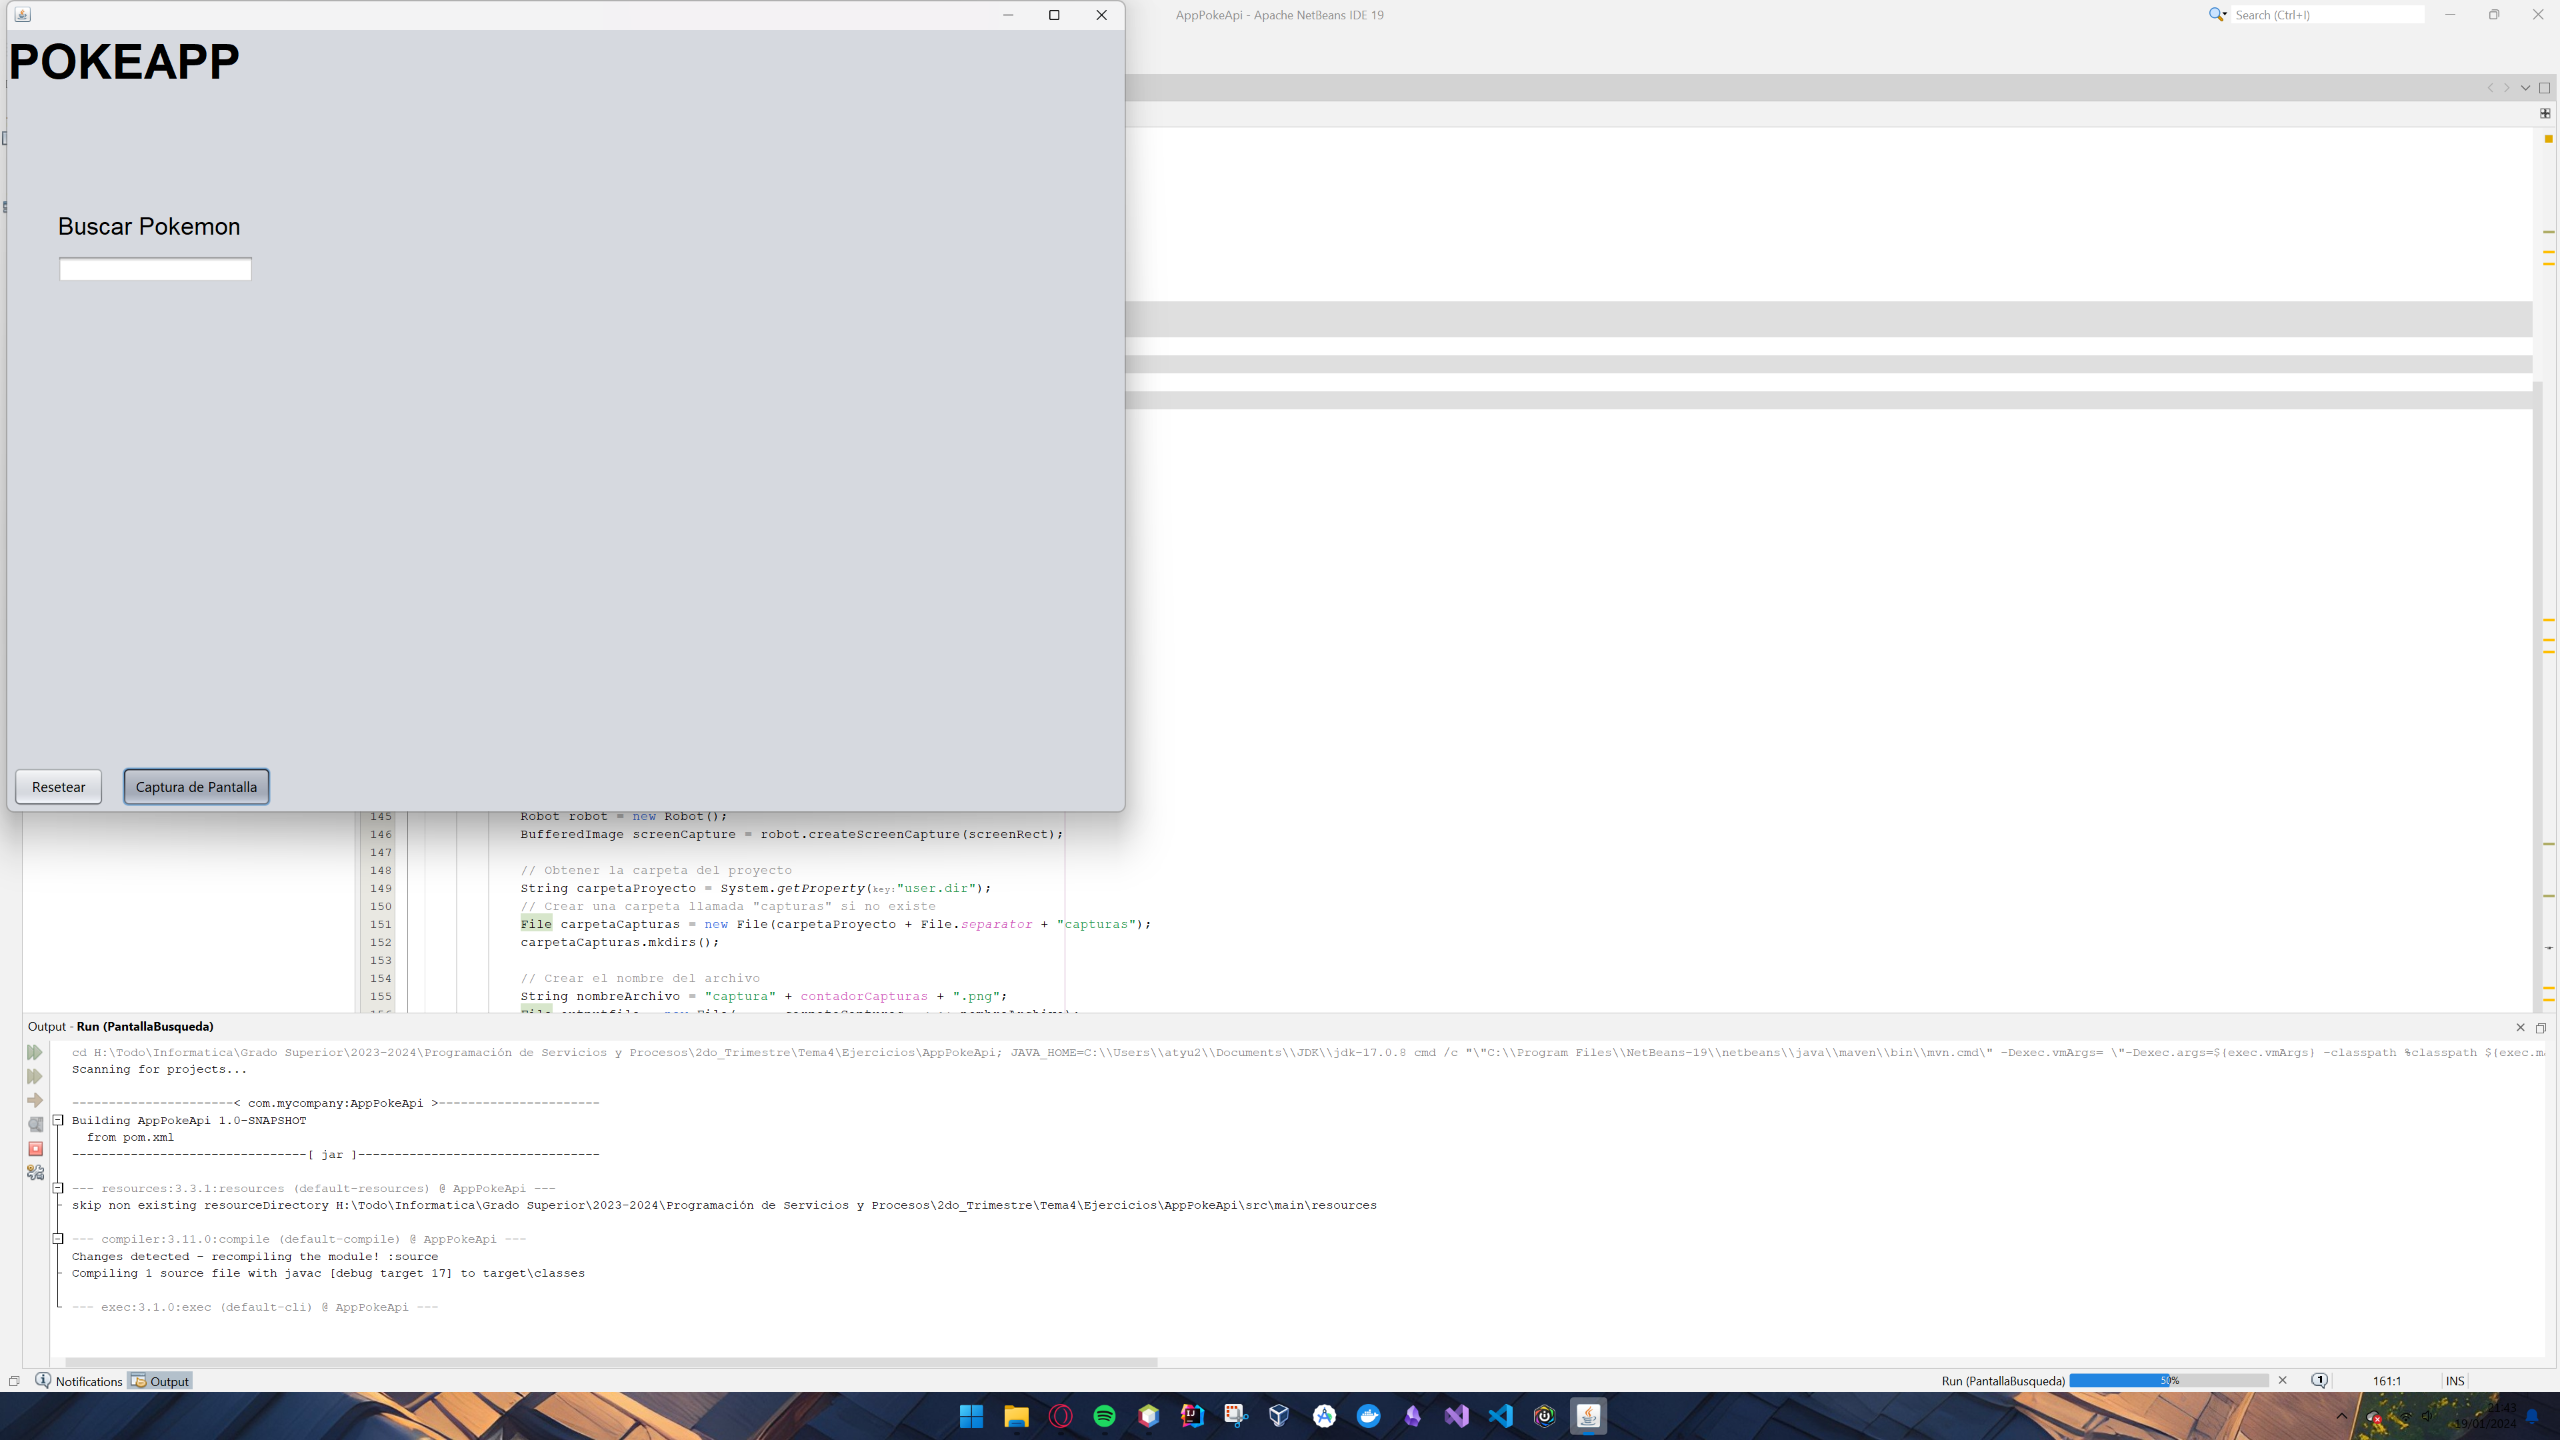 AppPokeApi - Apache NetBeans IDE 19
Search (Ctrl+I)
POKEAPP
Buscar Pokemon
Resetear
Captura de Pantalla
145 Robot robot = new Robot();
146 BufferedImage screenCapture = robot.createScreenCapture(screenRect);
147
148 // Obtener la carpeta del proyecto
149 String carpetaProyecto = System.getProperty(key:"user.dir");
150 // Crear una carpeta llamada "capturas" si no existe
151 File carpetaCapturas = new File(carpetaProyecto + File.separator + "capturas");
152 carpetaCapturas.mkdirs();
153
154 // Crear el nombre del archivo
155 String nombreArchivo = "captura" + contadorCapturas + ".png";
Output - Run (PantallaBusqueda)
cd H:\Todo\Informatica\Grado Superior\2023-2024\Programación de Servicios y Procesos\2do_Trimestre\Tema4\Ejercicios\AppPokeApi; JAVA_HOME=C:\\Users\\atyu2\\Documents\\JDK\\jdk-17.0.8 cmd /c "\"C:\\Program Files\\NetBeans-19\\netbeans\\java\\maven\\bin\\mvn.cmd\" -Dexec.vmArgs= \"-Dexec.args=${exec.vmArgs} -classpath %classpath ${exec.m
Scanning for projects...
----------------------< com.mycompany:AppPokeApi >----------------------
Building AppPokeApi 1.0-SNAPSHOT
from pom.xml
--------------------------------[ jar ]---------------------------------
--- resources:3.3.1:resources (default-resources) @ AppPokeApi ---
skip non existing resourceDirectory H:\Todo\Informatica\Grado Superior\2023-2024\Programación de Servicios y Procesos\2do_Trimestre\Tema4\Ejercicios\AppPokeApi\src\main\resources
--- compiler:3.11.0:compile (default-compile) @ AppPokeApi ---
Changes detected - recompiling the module! :source
Compiling 1 source file with javac [debug target 17] to target\classes
--- exec:3.1.0:exec (default-cli) @ AppPokeApi ---
Notifications
Output
Run (PantallaBusqueda)
50%
1
161:1
INS
21:43
19/01/2024